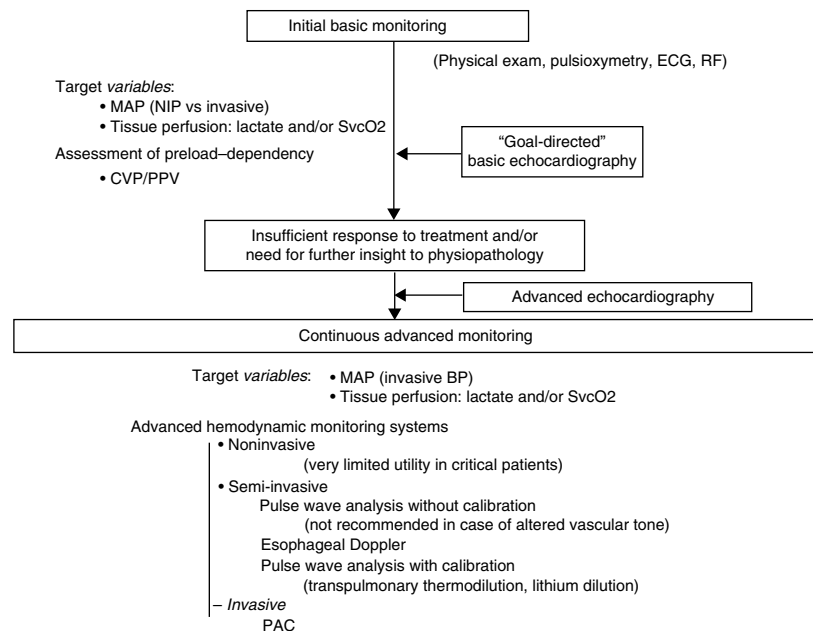 Initial basic monitoring
(Physical exam, pulsioxymetry, ECG, RF)
Target variables:
• MAP (NIP vs invasive)
• Tissue perfusion: lactate and/or SvcO2
Assessment of preload–dependency
• CVP/PPV
“Goal-directed”
basic echocardiography
Insufficient response to treatment and/or
need for further insight to physiopathology
Advanced echocardiography
Continuous advanced monitoring
Target variables:
• MAP (invasive BP)
• Tissue perfusion: lactate and/or SvcO2
Advanced hemodynamic monitoring systems
• Noninvasive
(very limited utility in critical patients)
• Semi-invasive
Pulse wave analysis without calibration
(not recommended in case of altered vascular tone)
Esophageal Doppler
Pulse wave analysis with calibration
(transpulmonary thermodilution, lithium dilution)
– Invasive
PAC